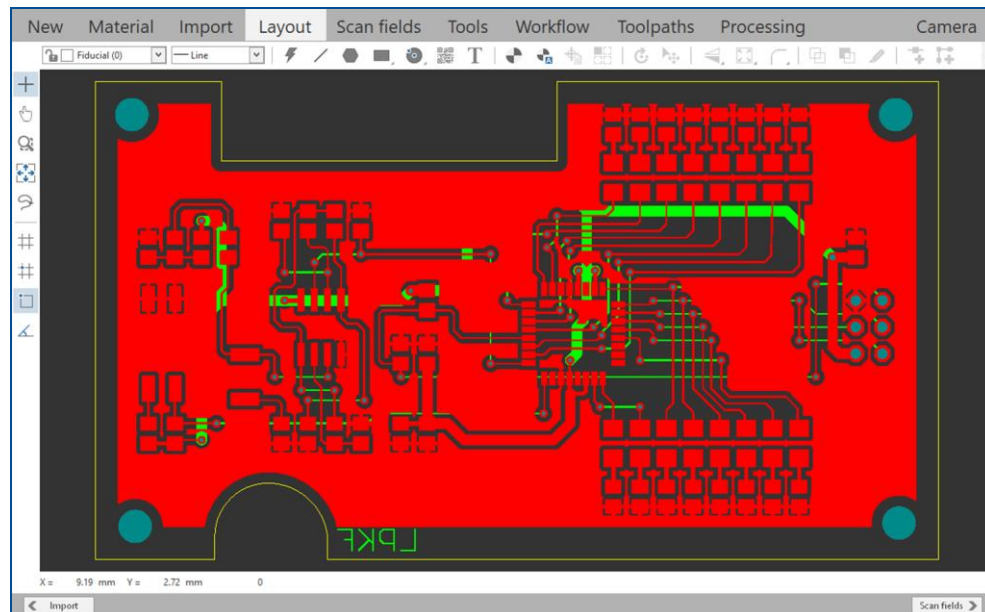 New Material Import Layout Scan fields Tools Workflow Toolpaths Processing Camera
Fiducial (0) Line T
LPKF
X = 9.19 mm Y = 2.72 mm 0
Import Scan fields